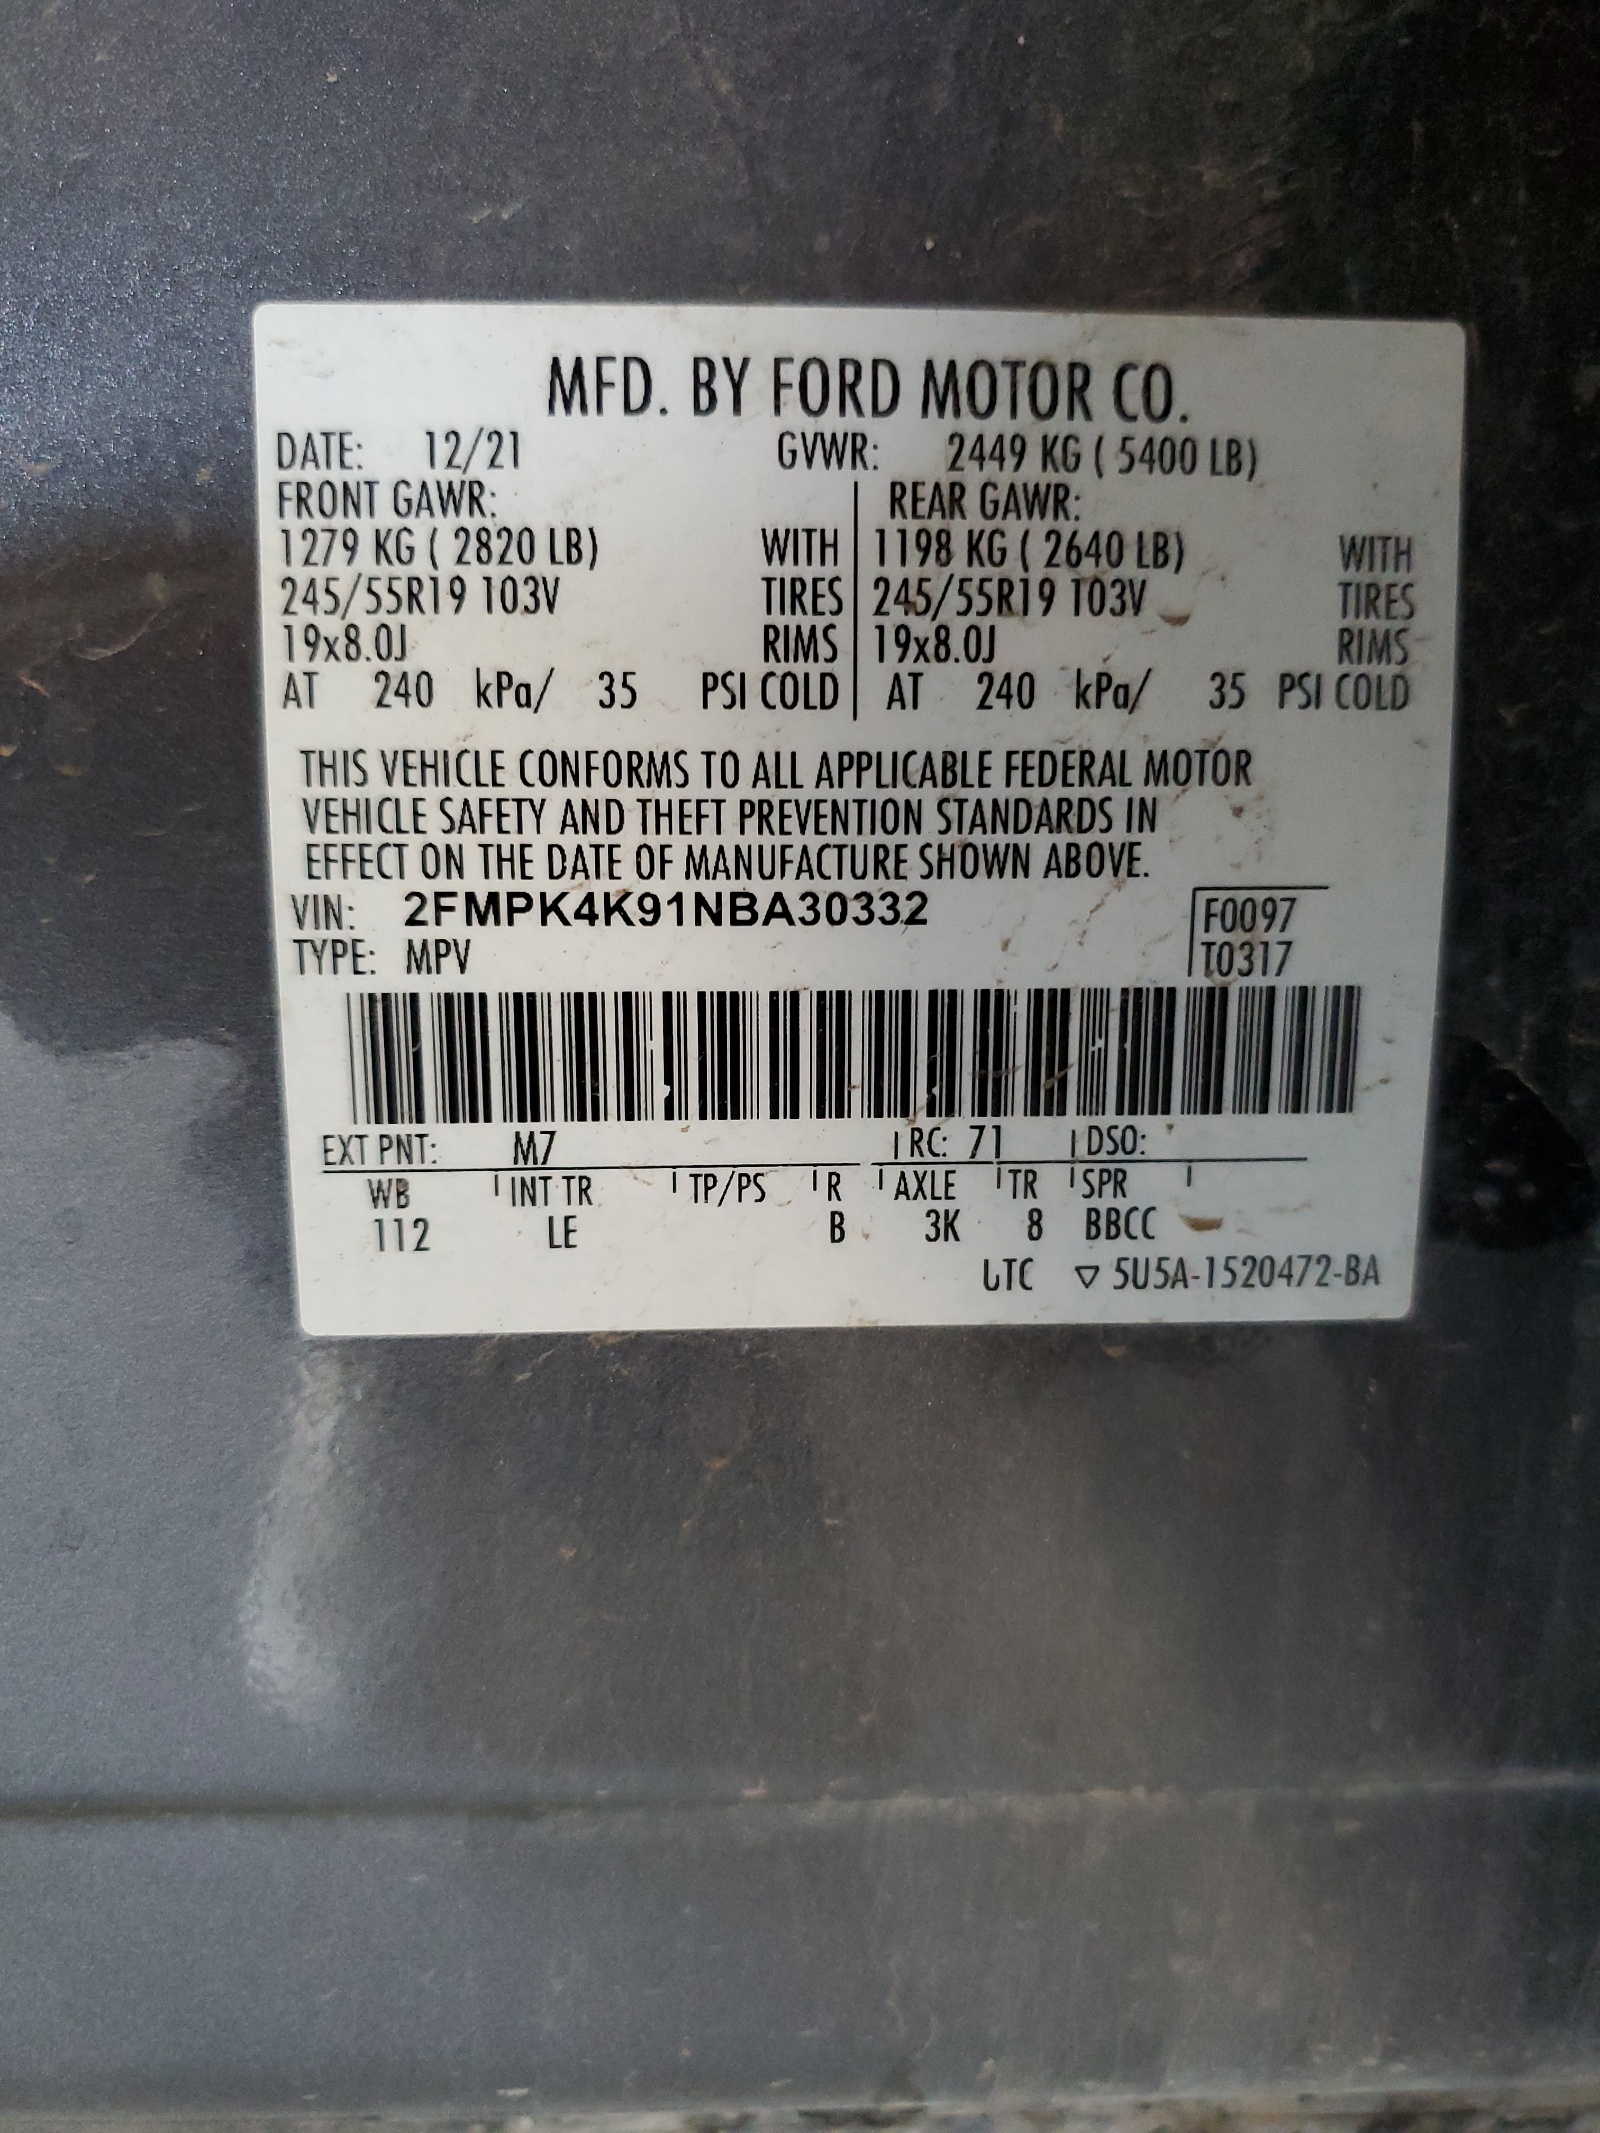 MFD. BY FORD MOTOR CO.
DATE: 12/21 GVWR: 2449 KG ( 5400 LB)
FRONT GAWR: REAR GAWR:
1279 KG ( 2820 LB) WITH 1198 KG ( 2640 LB) WITH
245/55R19 103V TIRES 245/55R19 103V TIRES
19x8.0J RIMS 19x8.0J RIMS
AT 240 kPa/ 35 PSI COLD AT 240 kPa/ 35 PSI COLD
THIS VEHICLE CONFORMS TO ALL APPLICABLE FEDERAL MOTOR
VEHICLE SAFETY AND THEFT PREVENTION STANDARDS IN
EFFECT ON THE DATE OF MANUFACTURE SHOWN ABOVE.
VIN: 2FMPK4K91NBA30332 F0097
TYPE: MPV T0317
EXT PNT: M7 RC: 71 DSO:
WB INT TR TP/PS R AXLE TR SPR
112 LE B 3K 8 BBCC
UTC ▽ 5U5A-1520472-BA